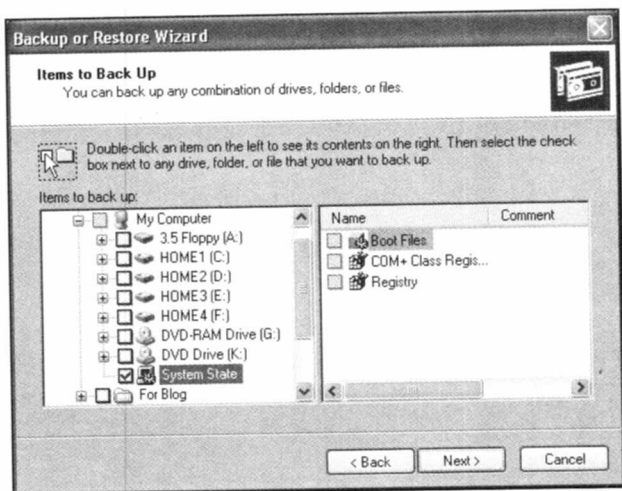 Backup or Restore Wizard
Items to Back Up
You can back up any combination of drives, folders, or files.
Double-click an item on the left to see its contents on the right. Then select the check
box next to any drive, folder, or file that you want to back up.
Items to back up:
My Computer
3.5 Floppy (A:)
HOME1 (C:)
HOME2 (D:)
HOME3 (E:)
HOME4 (F:)
DVD-RAM Drive (G:)
DVD Drive (K:)
System State
For Blog
Name Comment
Boot Files
COM+ Class Regis...
Registry
< Back Next > Cancel